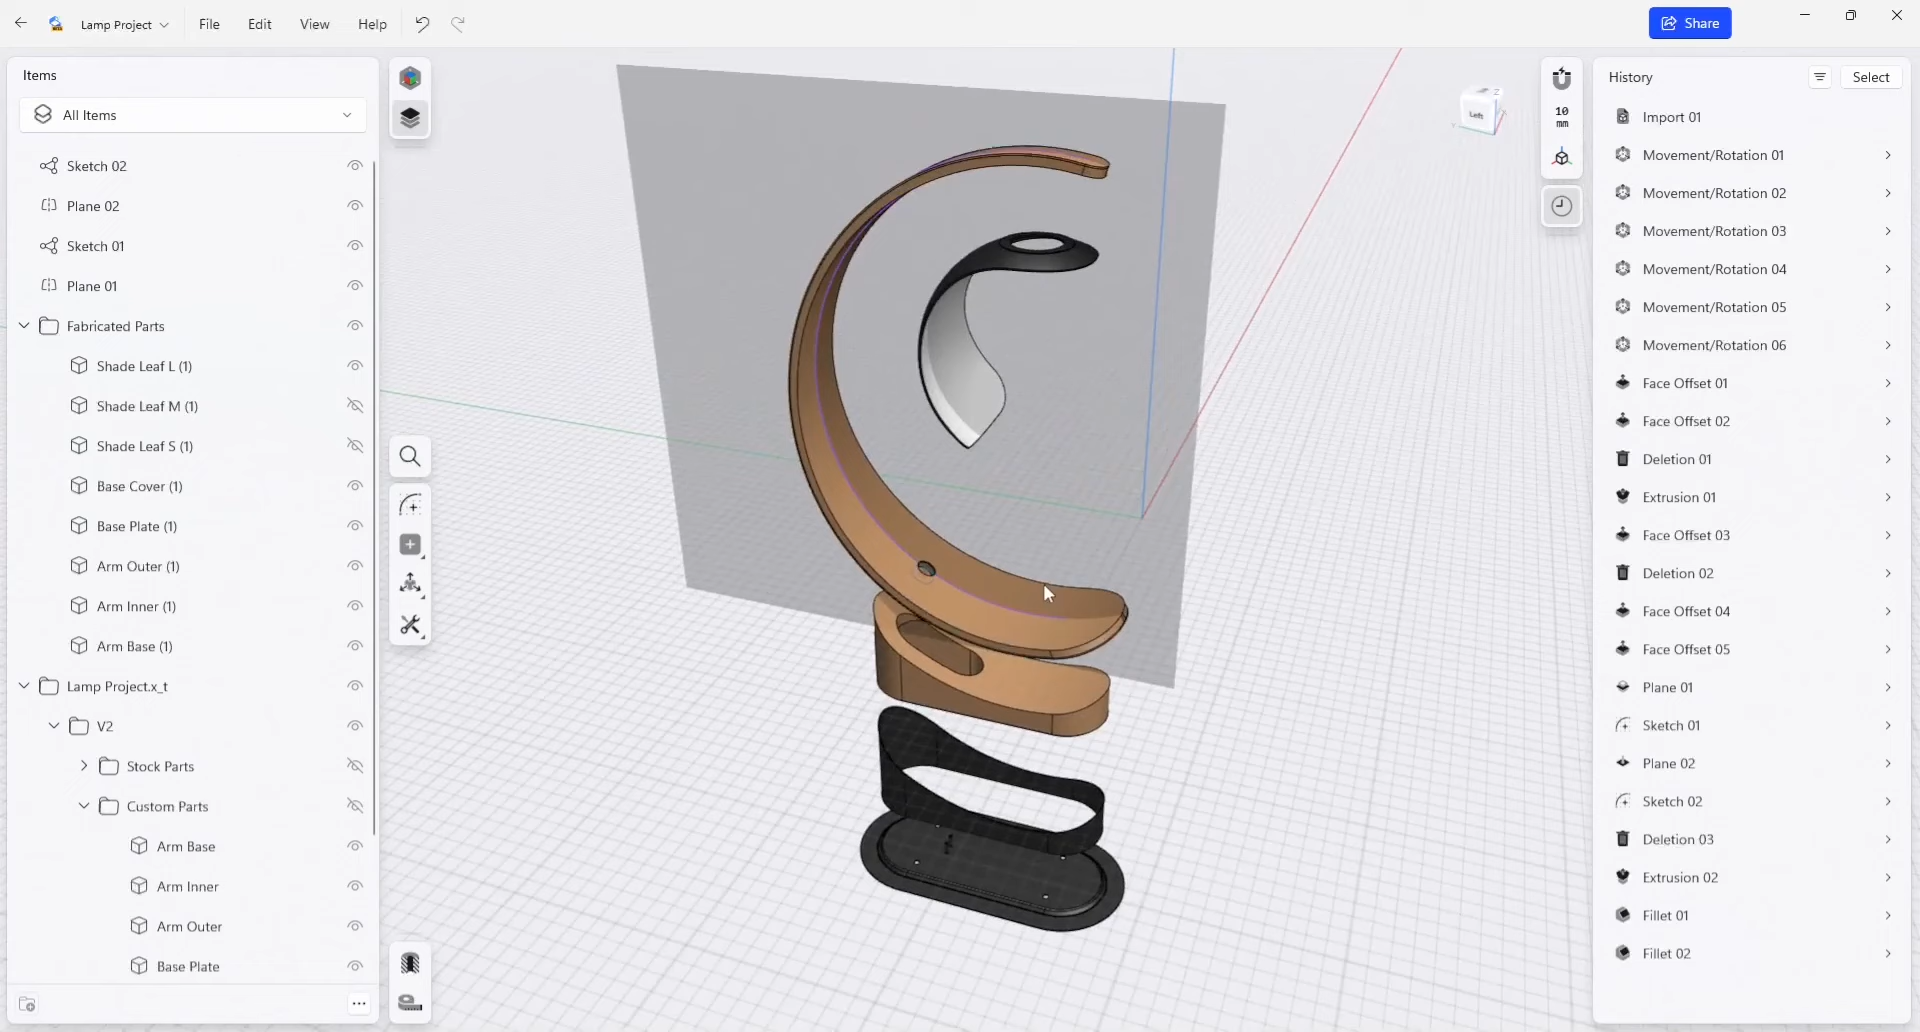 Lamp Project
File
Edit
View
Help
Share
Items
All Items
Sketch 02
Plane 02
Sketch 01
Plane 01
Fabricated Parts
Shade Leaf L (1)
Shade Leaf M (1)
Shade Leaf S (1)
Base Cover (1)
Base Plate (1)
Arm Outer (1)
Arm Inner (1)
Arm Base (1)
Lamp Project.x_t
V2
Stock Parts
Custom Parts
Arm Base
Arm Inner
Arm Outer
Base Plate
Left
Z
10
mm
History
Select
Import 01
Movement/Rotation 01
Movement/Rotation 02
Movement/Rotation 03
Movement/Rotation 04
Movement/Rotation 05
Movement/Rotation 06
Face Offset 01
Face Offset 02
Deletion 01
Extrusion 01
Face Offset 03
Deletion 02
Face Offset 04
Face Offset 05
Plane 01
Sketch 01
Plane 02
Sketch 02
Deletion 03
Extrusion 02
Fillet 01
Fillet 02